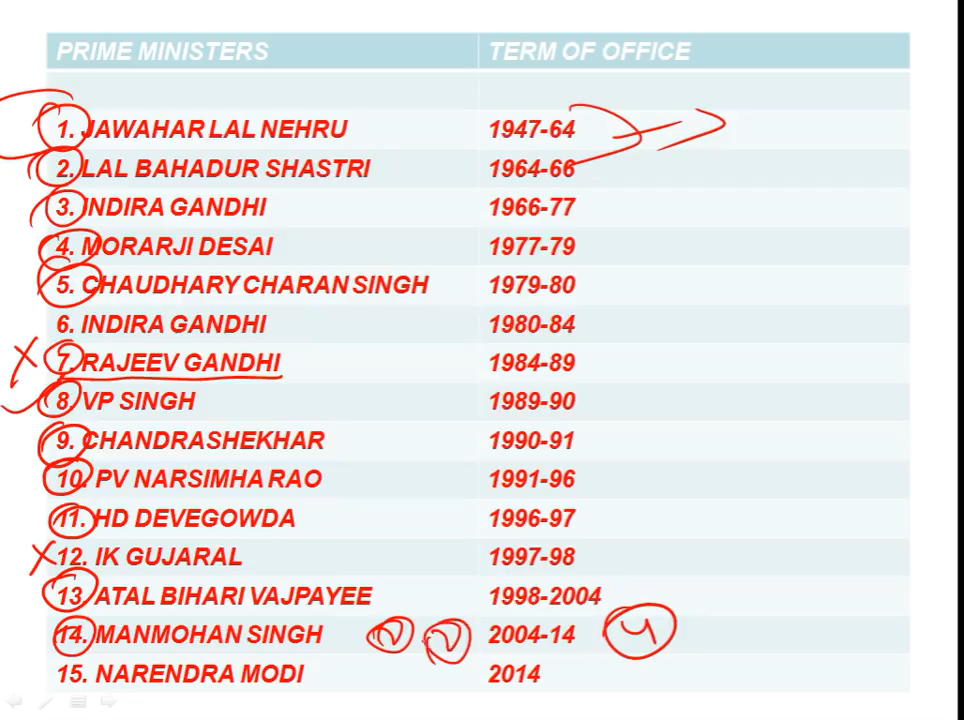 PRIME MINISTERS TERM OF OFFICE
1. JAWAHAR LAL NEHRU 1947-64
2. LAL BAHADUR SHASTRI 1964-66
3. INDIRA GANDHI 1966-77
4. MORARJI DESAI 1977-79
5. CHAUDHARY CHARAN SINGH 1979-80
6. INDIRA GANDHI 1980-84
7. RAJEEV GANDHI 1984-89
8. VP SINGH 1989-90
9. CHANDRASHEKHAR 1990-91
10. PV NARSIMHA RAO 1991-96
11. HD DEVEGOWDA 1996-97
12. IK GUJARAL 1997-98
13. ATAL BIHARI VAJPAYEE 1998-2004
14. MANMOHAN SINGH 2004-14
15. NARENDRA MODI 2014